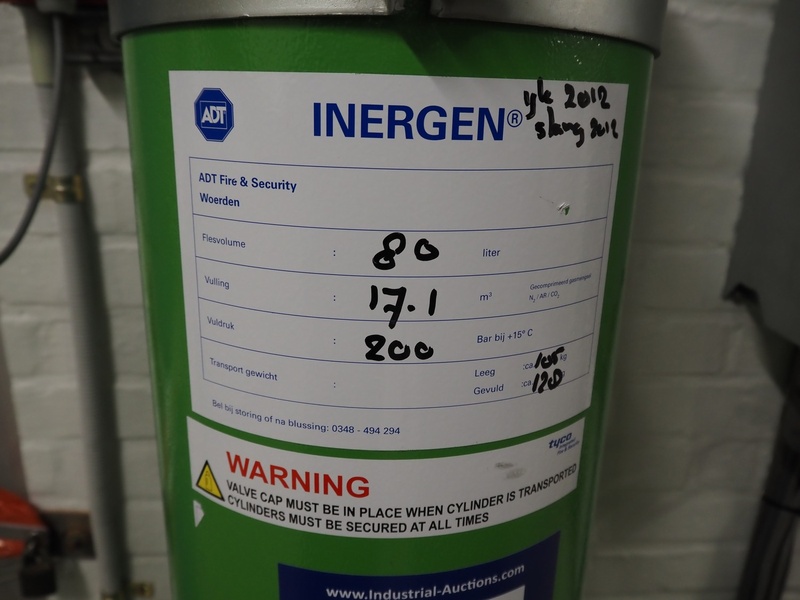 ADT
INERGEN®
ijk 2012
slang 2012
ADT Fire & Security
Woerden
Flesvolume : 80 liter
Vulling : 17.1 m³ Gecomprimeerd gasmengsel
N₂ / AR / CO₂
Vuldruk : 200 Bar bij +15° C
Transport gewicht : Leeg :ca 105 kg
Gevuld :ca 128
Bel bij storing of na blussing: 0348 - 494 294
tyco
WARNING
VALVE CAP MUST BE IN PLACE WHEN CYLINDER IS TRANSPORTED
CYLINDERS MUST BE SECURED AT ALL TIMES
www.Industrial-Auctions.com